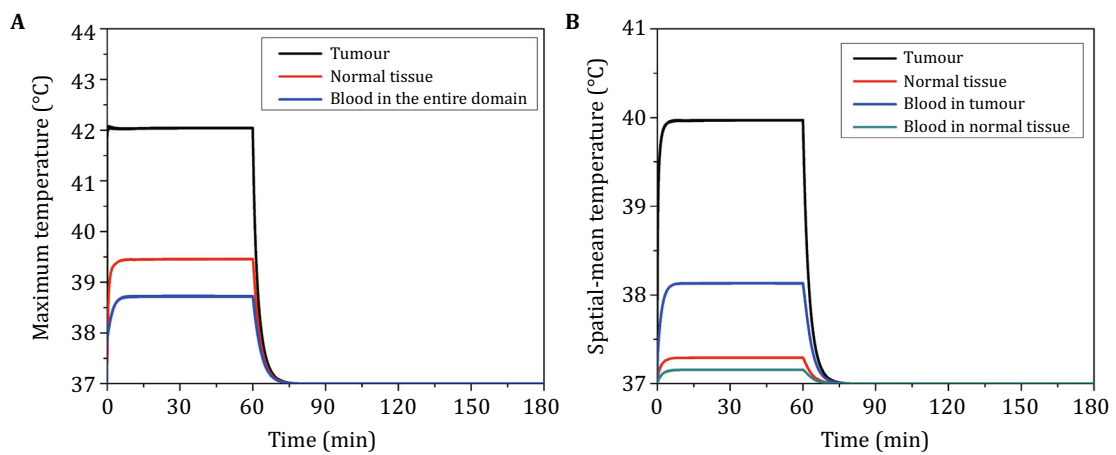 A
Maximum temperature (°C)
44
43
42
41
40
39
38
37
Tumour
Normal tissue
Blood in the entire domain
0
30
60
90
120
150
180
Time (min)
B
Spatial-mean temperature (°C)
41
40
39
38
37
Tumour
Normal tissue
Blood in tumour
Blood in normal tissue
0
30
60
90
120
150
180
Time (min)